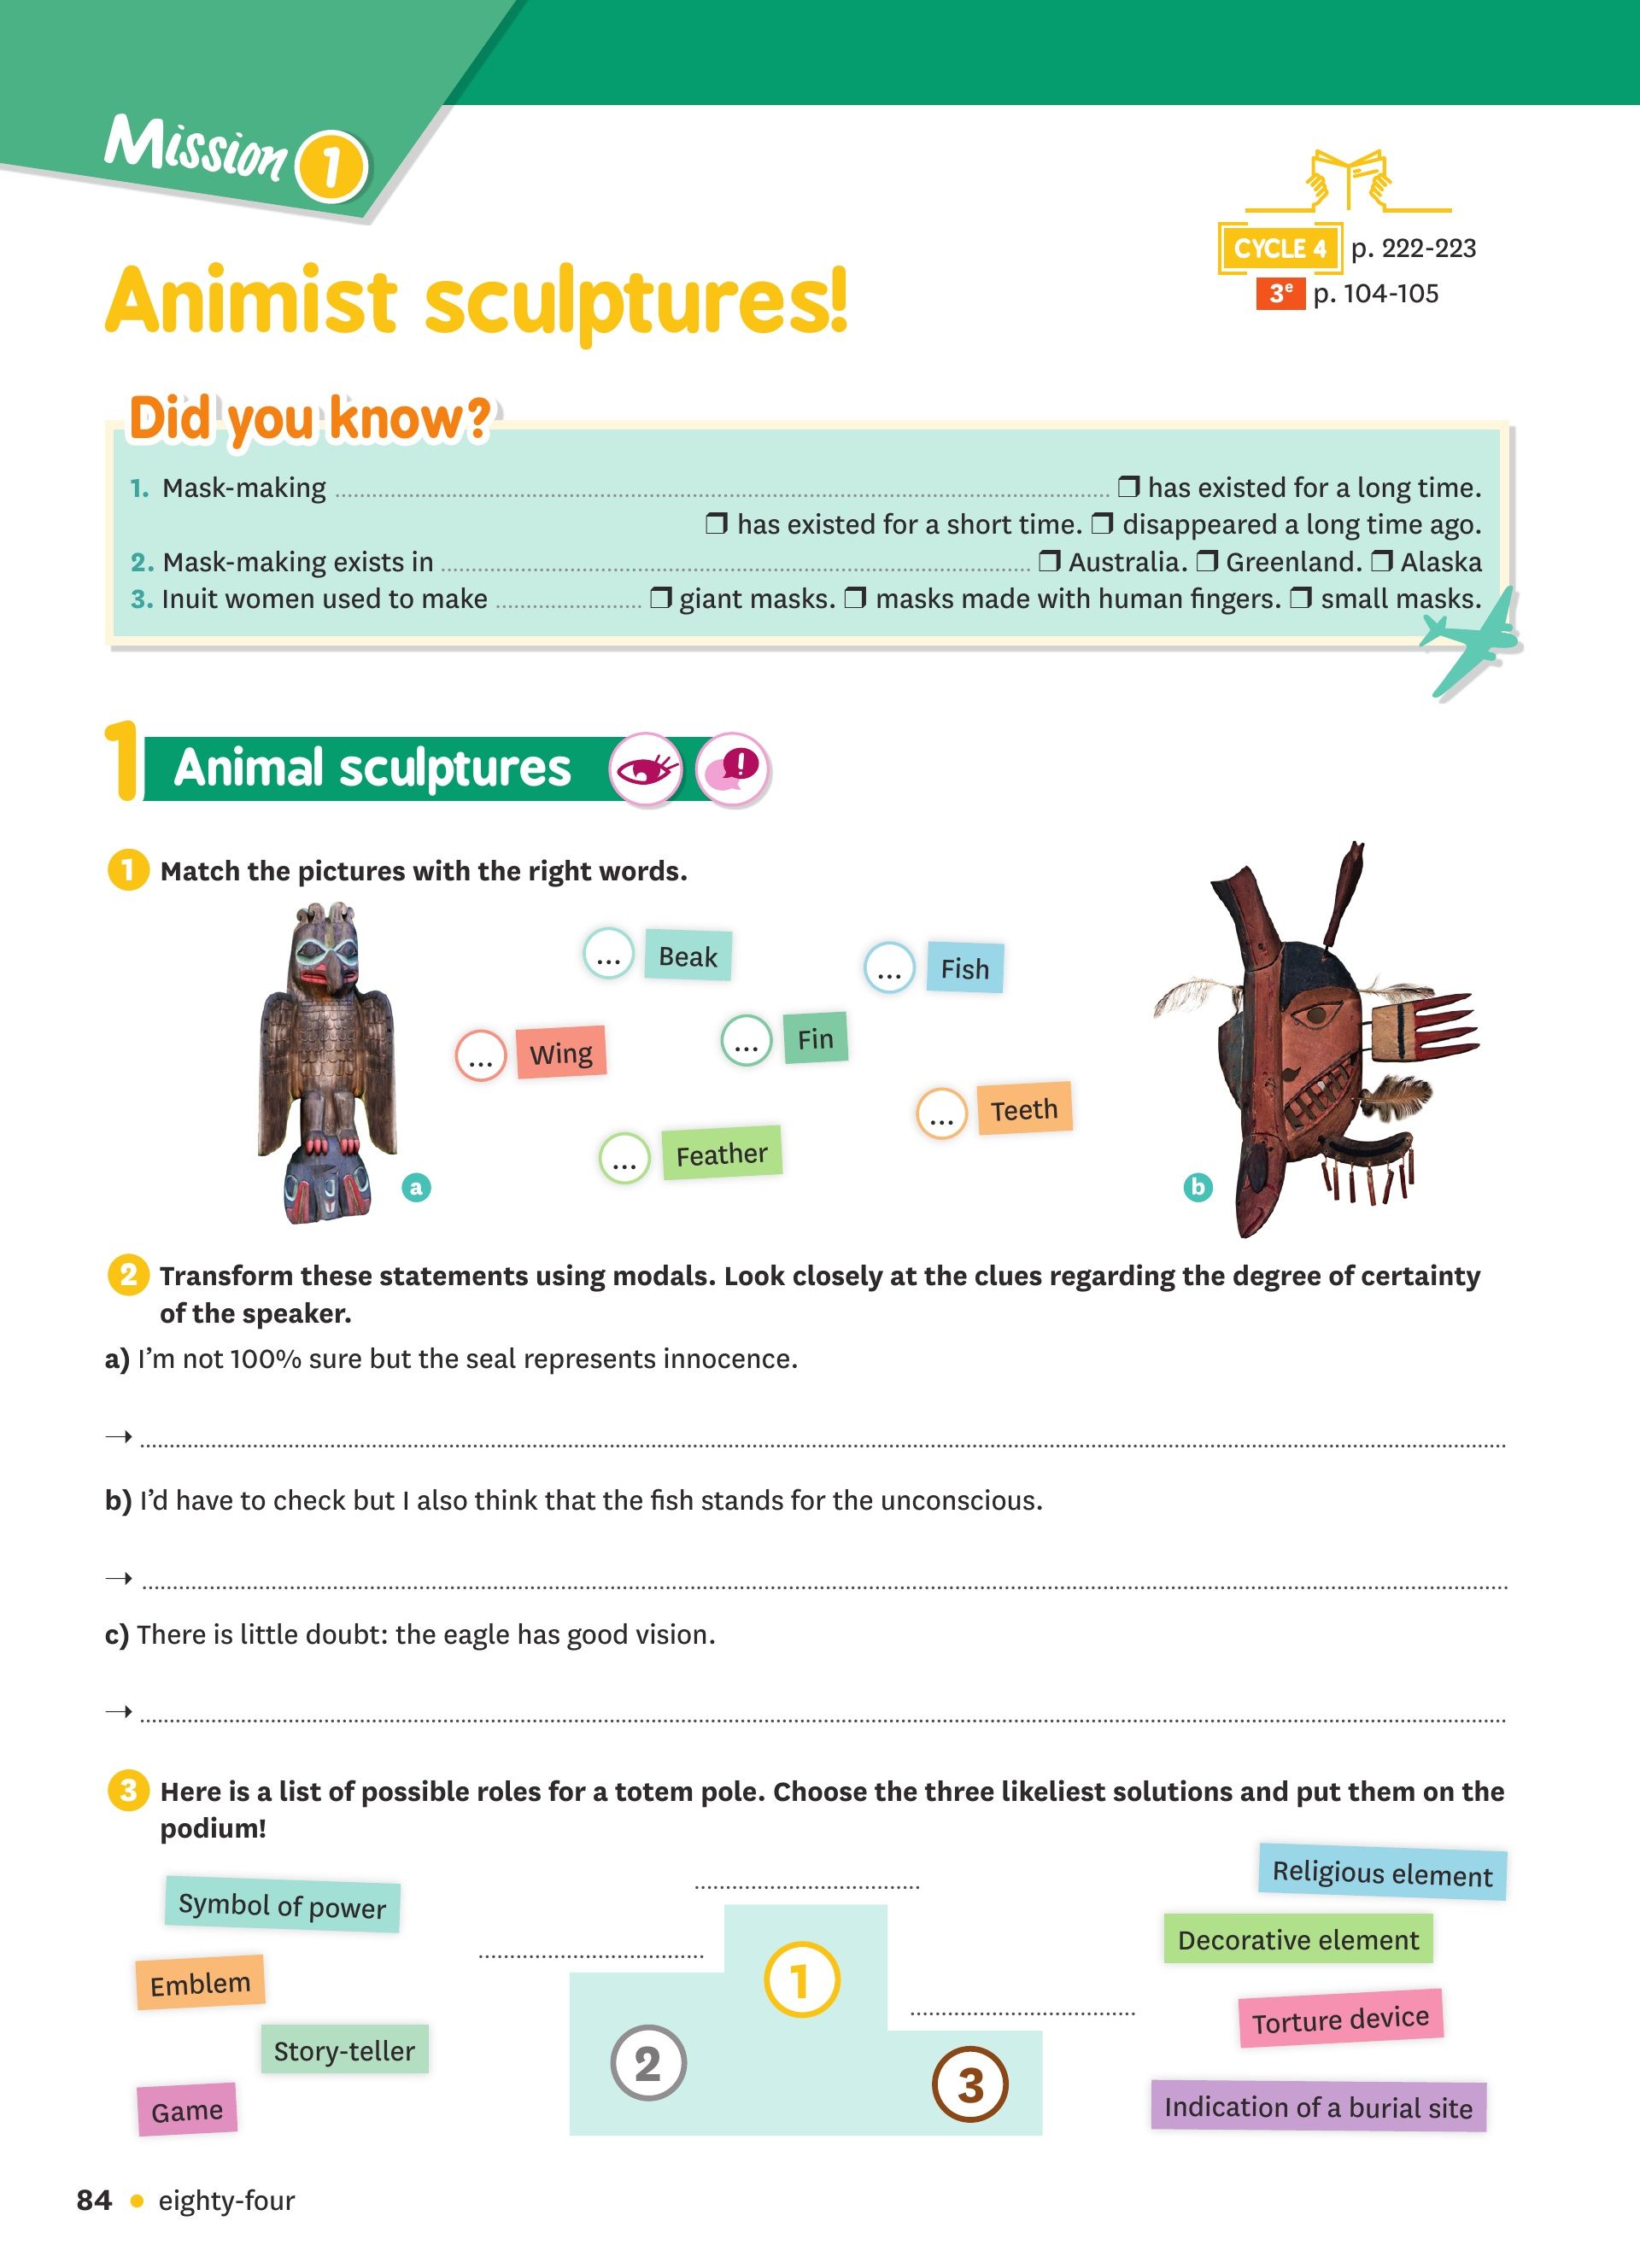 Mission 1
CYCLE 4 p. 222-223
3e p. 104-105
Animist sculptures!
Did you know?
1. Mask-making ........ ❒ has existed for a long time.
❒ has existed for a short time. ❒ disappeared a long time ago.
2. Mask-making exists in ........ ❒ Australia. ❒ Greenland. ❒ Alaska
3. Inuit women used to make ........ ❒ giant masks. ❒ masks made with human fingers. ❒ small masks.
1 Animal sculptures
!
1 Match the pictures with the right words.
... Beak
... Fish
... Wing
... Fin
... Teeth
... Feather
a
b
2 Transform these statements using modals. Look closely at the clues regarding the degree of certainty
of the speaker.
a) I'm not 100% sure but the seal represents innocence.
→ ........
b) I'd have to check but I also think that the fish stands for the unconscious.
→ ........
c) There is little doubt: the eagle has good vision.
→ ........
3 Here is a list of possible roles for a totem pole. Choose the three likeliest solutions and put them on the
podium!
Symbol of power
Emblem
Story-teller
Game
........
1
........
2
........
3
Religious element
Decorative element
Torture device
Indication of a burial site
84 • eighty-four